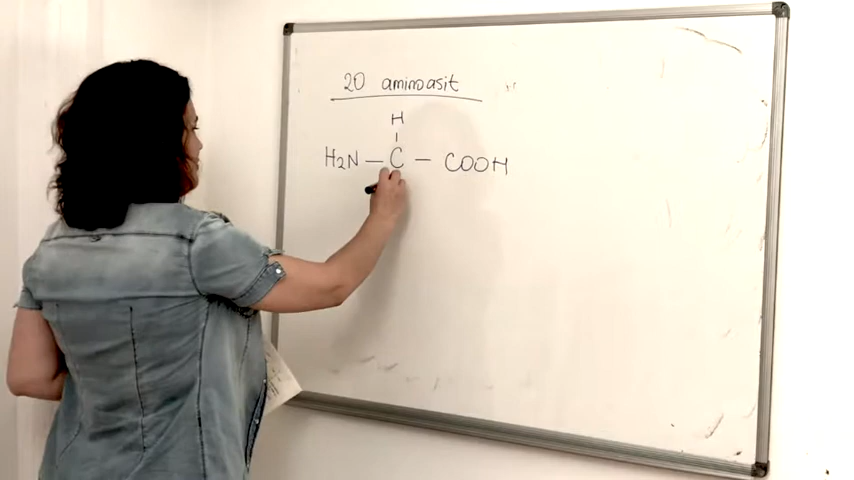 20 aminoasit
H
H₂N — C — COOH